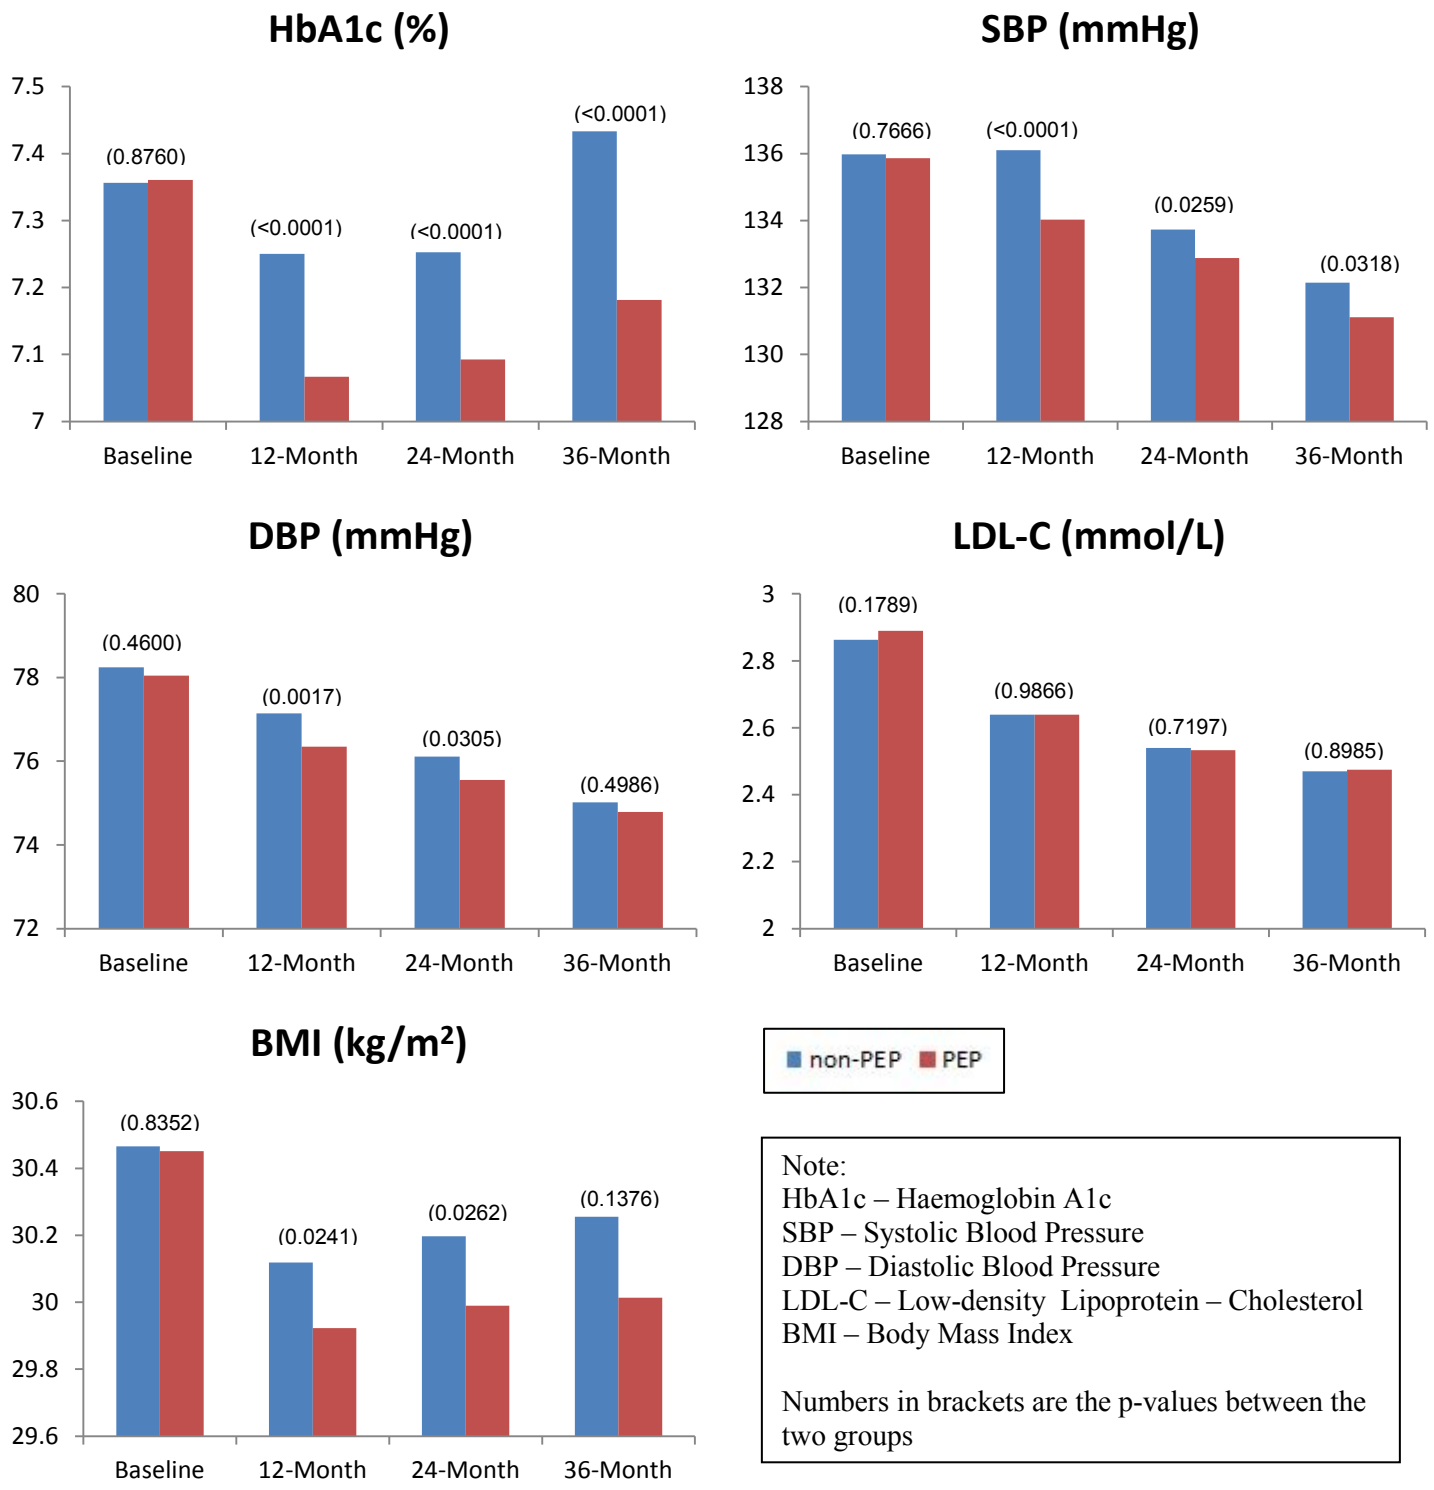 HbA1c (%)
7.5
7.4
7.3
7.2
7.1
7
(0.8760)
(<0.0001)
(<0.0001)
(<0.0001)
Baseline 12-Month 24-Month 36-Month
SBP (mmHg)
138
136
134
132
130
128
(0.7666)
(<0.0001)
(0.0259)
(0.0318)
Baseline 12-Month 24-Month 36-Month
DBP (mmHg)
80
78
76
74
72
(0.4600)
(0.0017)
(0.0305)
(0.4986)
Baseline 12-Month 24-Month 36-Month
LDL-C (mmol/L)
3
2.8
2.6
2.4
2.2
2
(0.1789)
(0.9866)
(0.7197)
(0.8985)
Baseline 12-Month 24-Month 36-Month
BMI (kg/m²)
30.6
30.4
30.2
30
29.8
29.6
(0.8352)
(0.0241)
(0.0262)
(0.1376)
Baseline 12-Month 24-Month 36-Month
non-PEP PEP
Note:
HbA1c – Haemoglobin A1c
SBP – Systolic Blood Pressure
DBP – Diastolic Blood Pressure
LDL-C – Low-density Lipoprotein – Cholesterol
BMI – Body Mass Index
Numbers in brackets are the p-values between the
two groups